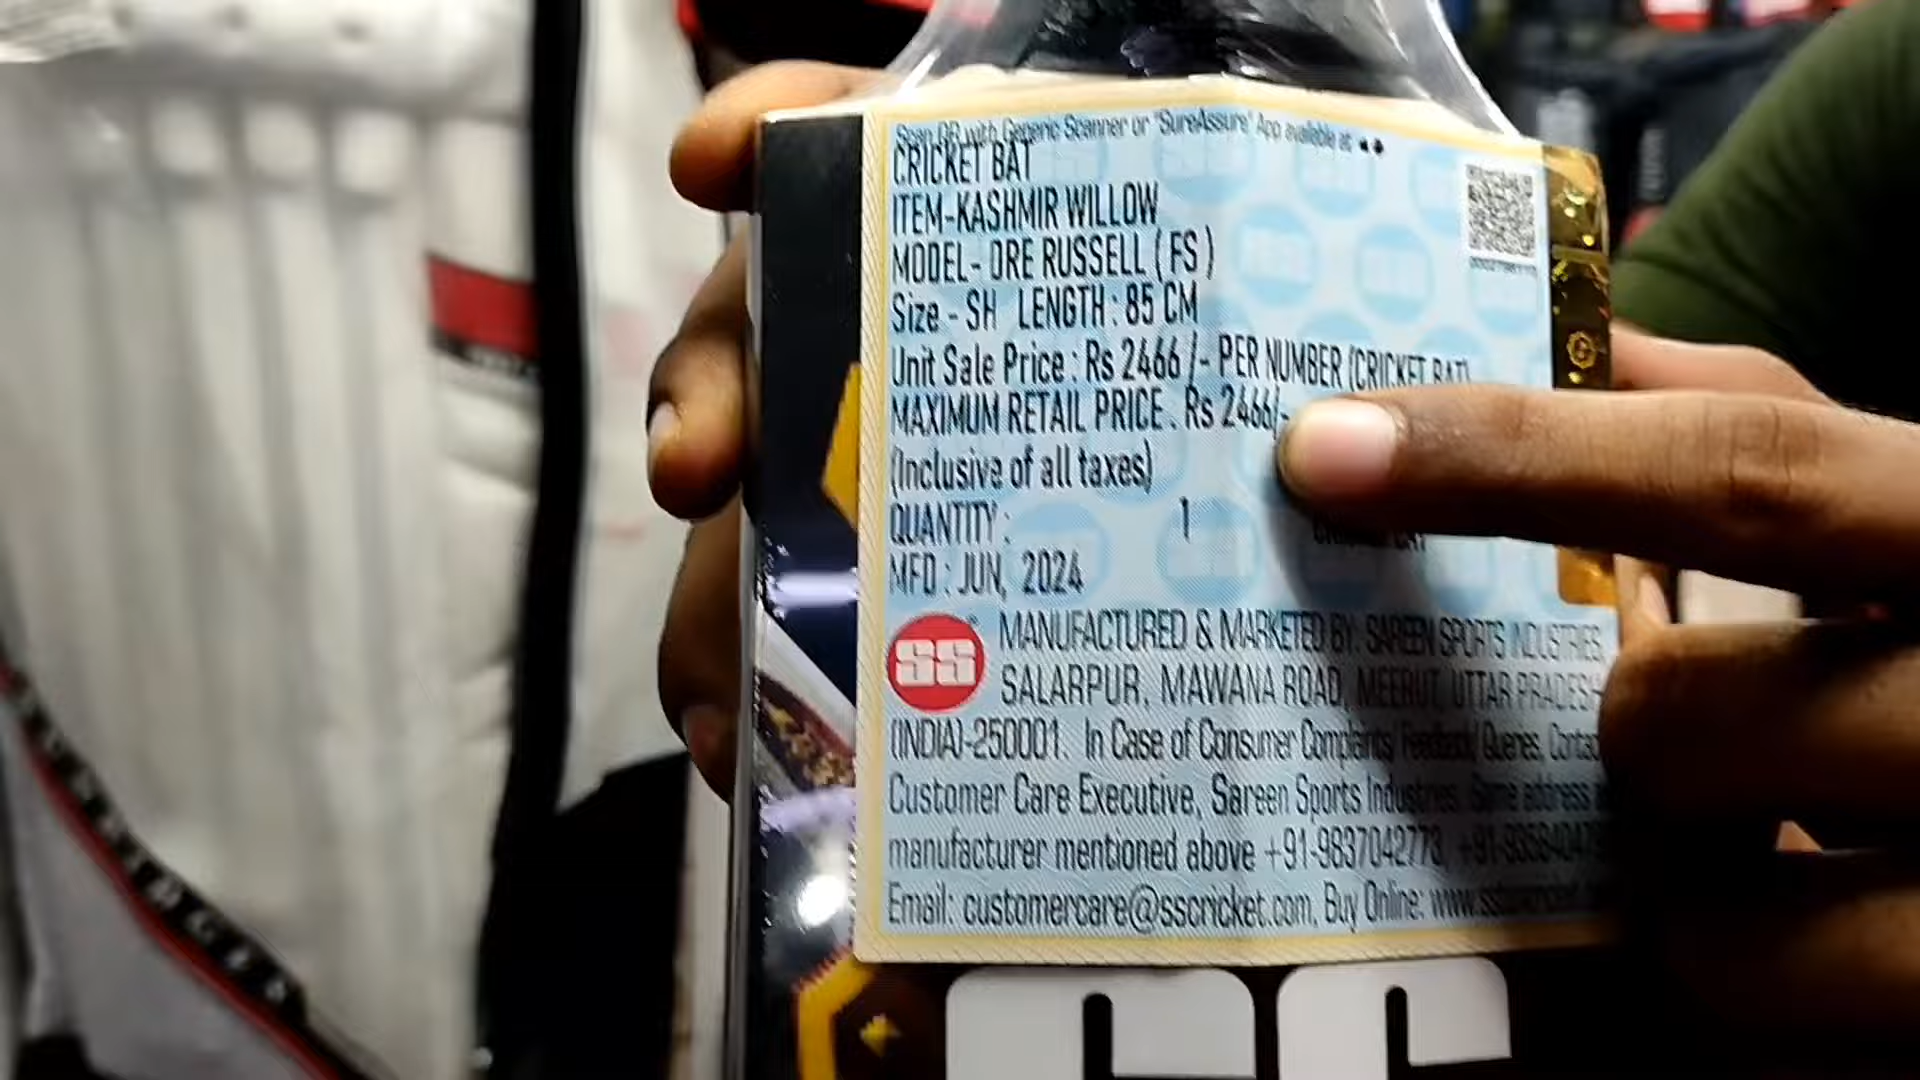 Scan QR with Generic Scanner or "SureAssure" App available at
CRICKET BAT
ITEM-KASHMIR WILLOW
MODEL- DRE RUSSELL ( FS )
Size - SH LENGTH : 85 CM
Unit Sale Price : Rs 2466 /- PER NUMBER (CRICKET BAT)
MAXIMUM RETAIL PRICE . Rs 2466/-
(Inclusive of all taxes)
QUANTITY : 1
MFD : JUN, 2024
SS MANUFACTURED & MARKETED BY: SAREEN SPORTS INDUSTRIES,
SALARPUR, MAWANA ROAD, MEERUT, UTTAR PRADESH
(INDIA)-250001. In Case of Consumer Complaints/ Feedback/ Queries, Contac
Customer Care Executive, Sareen Sports Industries. Same address
manufacturer mentioned above +91-9837042773,
Email: customercare@sscricket.com, Buy Online:
SS